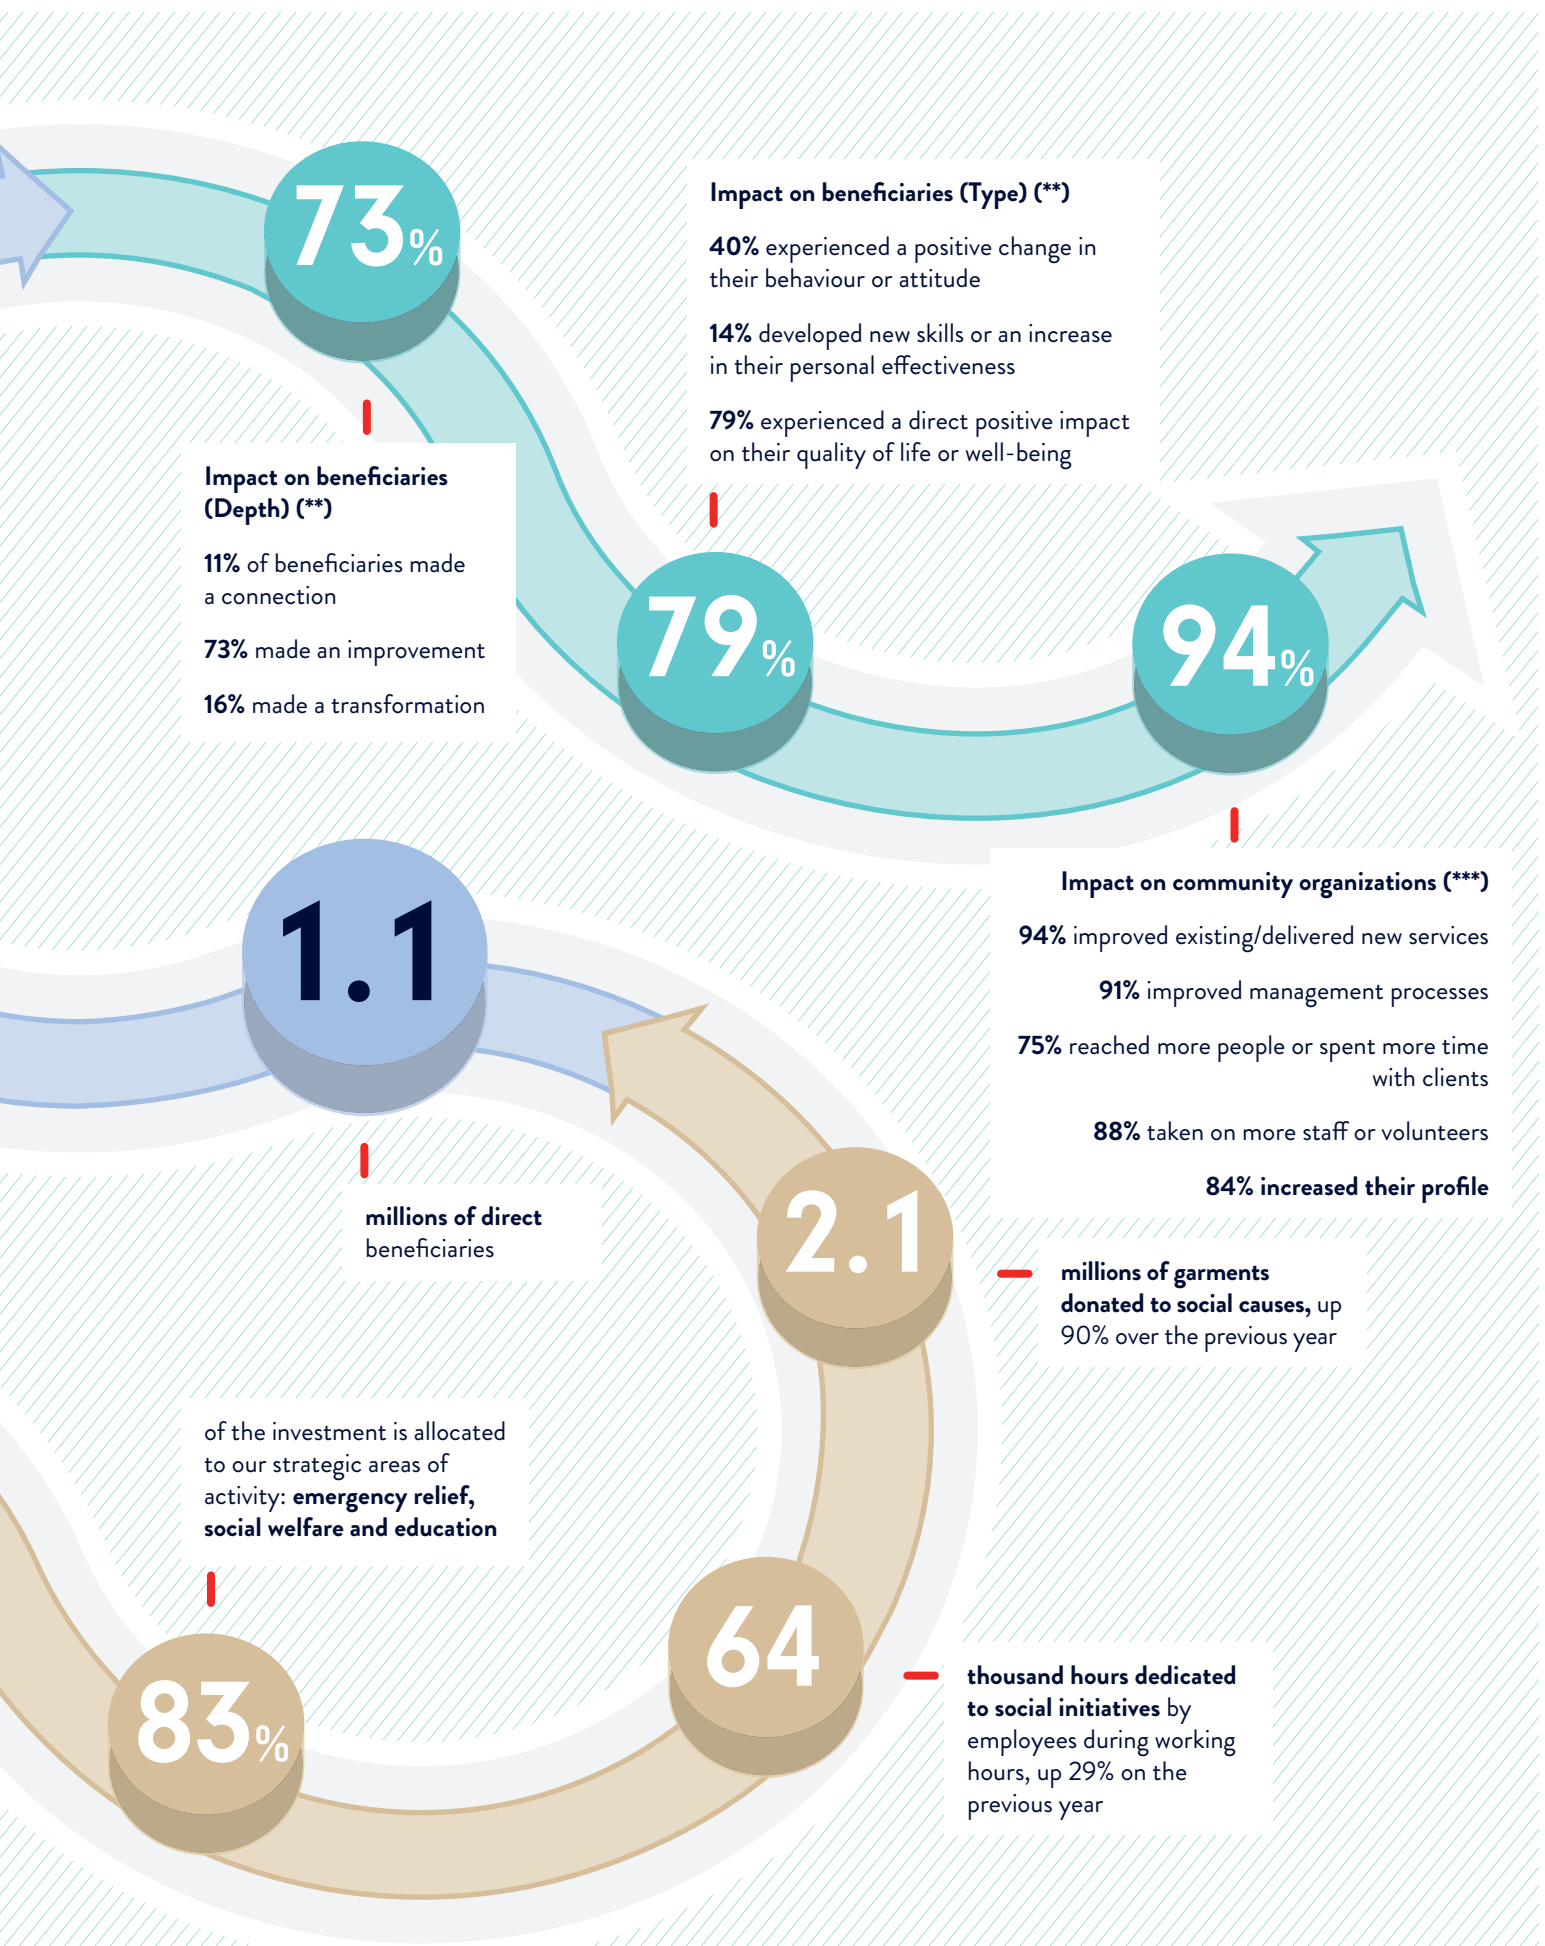 73%
Impact on beneficiaries
(Depth) (**)
11% of beneficiaries made
a connection
73% made an improvement
16% made a transformation
Impact on beneficiaries (Type) (**)
40% experienced a positive change in
their behaviour or attitude
14% developed new skills or an increase
in their personal effectiveness
79% experienced a direct positive impact
on their quality of life or well-being
79%
94%
Impact on community organizations (***)
94% improved existing/delivered new services
91% improved management processes
75% reached more people or spent more time
with clients
88% taken on more staff or volunteers
84% increased their profile
1.1
millions of direct
beneficiaries
2.1
millions of garments
donated to social causes, up
90% over the previous year
of the investment is allocated
to our strategic areas of
activity: emergency relief,
social welfare and education
83%
64
thousand hours dedicated
to social initiatives by
employees during working
hours, up 29% on the
previous year